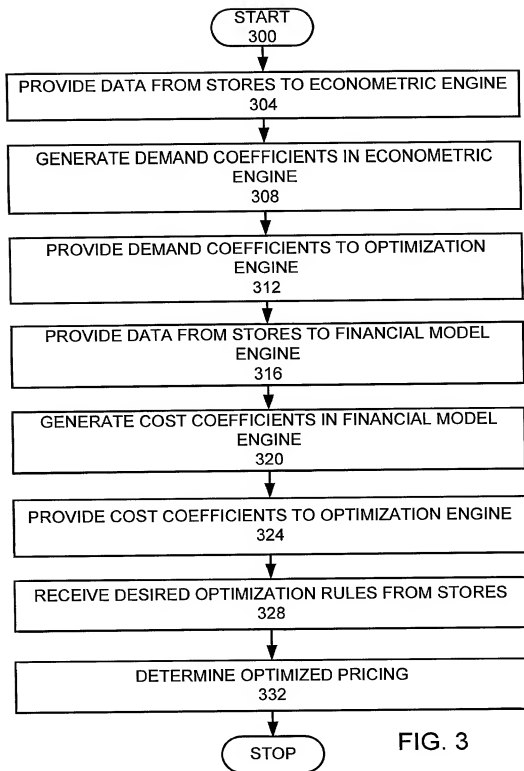 START
300
PROVIDE DATA FROM STORES TO ECONOMETRIC ENGINE
304
GENERATE DEMAND COEFFICIENTS IN ECONOMETRIC
ENGINE
308
PROVIDE DEMAND COEFFICIENTS TO OPTIMIZATION
ENGINE
312
PROVIDE DATA FROM STORES TO FINANCIAL MODEL
ENGINE
316
GENERATE COST COEFFICIENTS IN FINANCIAL MODEL
ENGINE
320
PROVIDE COST COEFFICIENTS TO OPTIMIZATION ENGINE
324
RECEIVE DESIRED OPTIMIZATION RULES FROM STORES
328
DETERMINE OPTIMIZED PRICING
332
STOP
FIG. 3